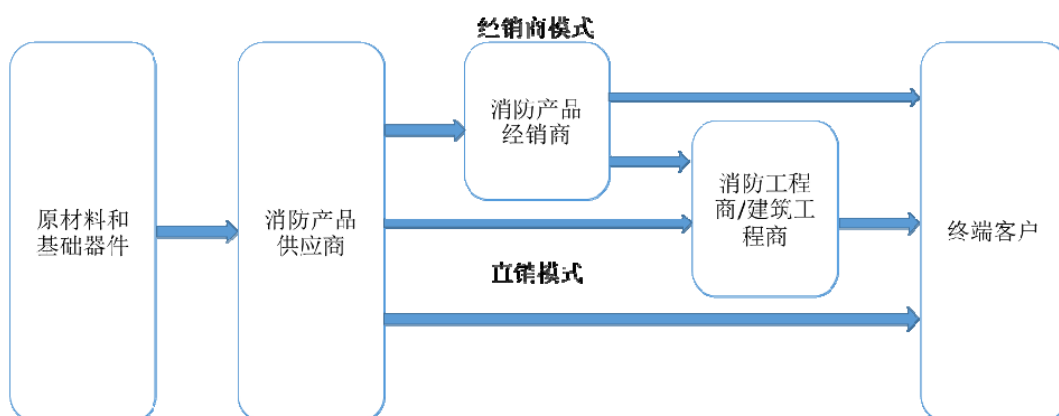 经销商模式
原材料和
基础器件
消防产品
供应商
消防产品
经销商
消防工程
商/建筑工
程商
直销模式
终端客户